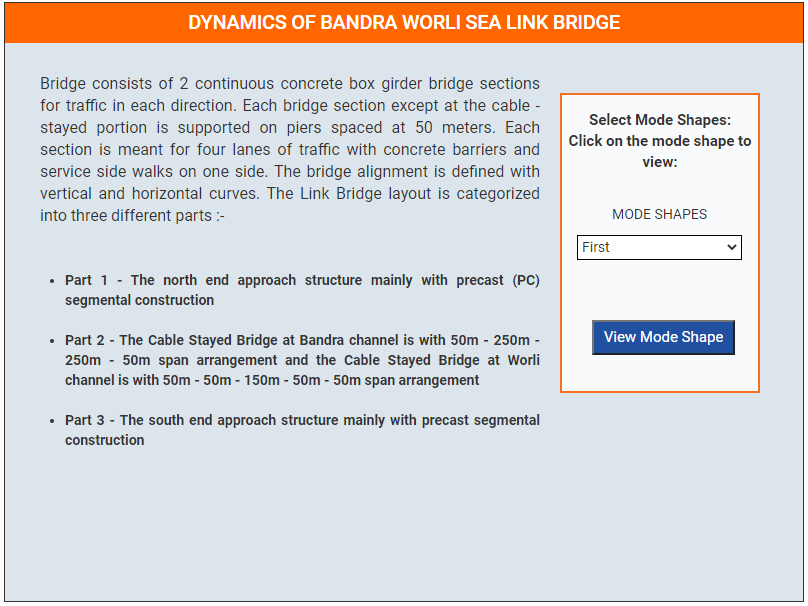 DYNAMICS OF BANDRA WORLI SEA LINK BRIDGE
Bridge consists of 2 continuous concrete box girder bridge sections
for traffic in each direction. Each bridge section except at the cable -
stayed portion is supported on piers spaced at 50 meters. Each
section is meant for four lanes of traffic with concrete barriers and
service side walks on one side. The bridge alignment is defined with
vertical and horizontal curves. The Link Bridge layout is categorized
into three different parts :-
• Part 1 - The north end approach structure mainly with precast (PC)
segmental construction
• Part 2 - The Cable Stayed Bridge at Bandra channel is with 50m - 250m -
250m - 50m span arrangement and the Cable Stayed Bridge at Worli
channel is with 50m - 50m - 150m - 50m - 50m span arrangement
• Part 3 - The south end approach structure mainly with precast segmental
construction
Select Mode Shapes:
Click on the mode shape to
view:
MODE SHAPES
First
View Mode Shape